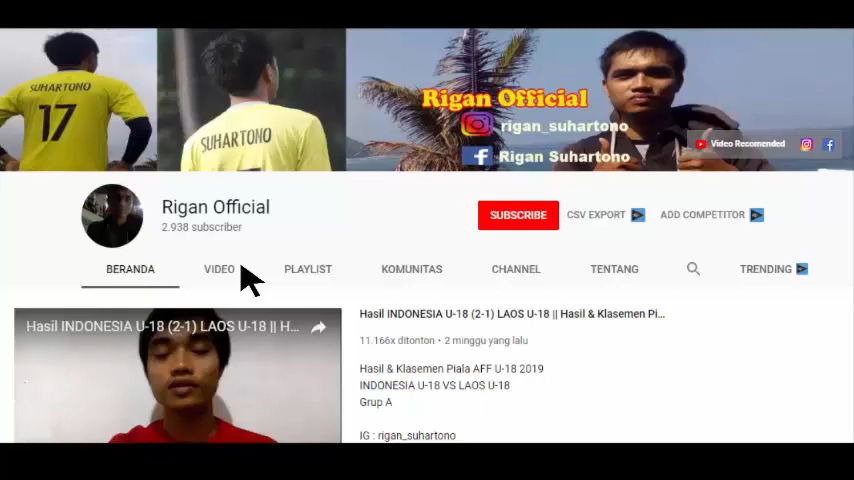 SUHARTONO
17
SUHARTONO
Rigan Official
rigan_suhartono
Rigan Suhartono
Video Recomended
Rigan Official
2.938 subscriber
SUBSCRIBE
CSV EXPORT
ADD COMPETITOR
BERANDA
VIDEO
PLAYLIST
KOMUNITAS
CHANNEL
TENTANG
TRENDING
Hasil INDONESIA U-18 (2-1) LAOS U-18 || H...
Hasil INDONESIA U-18 (2-1) LAOS U-18 || Hasil & Klasemen Pi...
11.166x ditonton • 2 minggu yang lalu
Hasil & Klasemen Piala AFF U-18 2019
INDONESIA U-18 VS LAOS U-18
Grup A
IG : rigan_suhartono